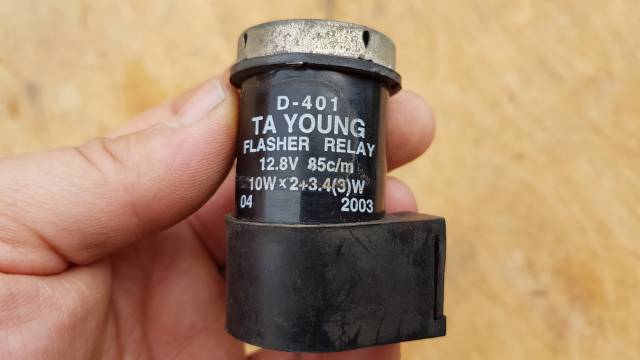 D-401
TA YOUNG
FLASHER RELAY
12.8V 85c/m
10W×2+3.4(3)W
04 2003